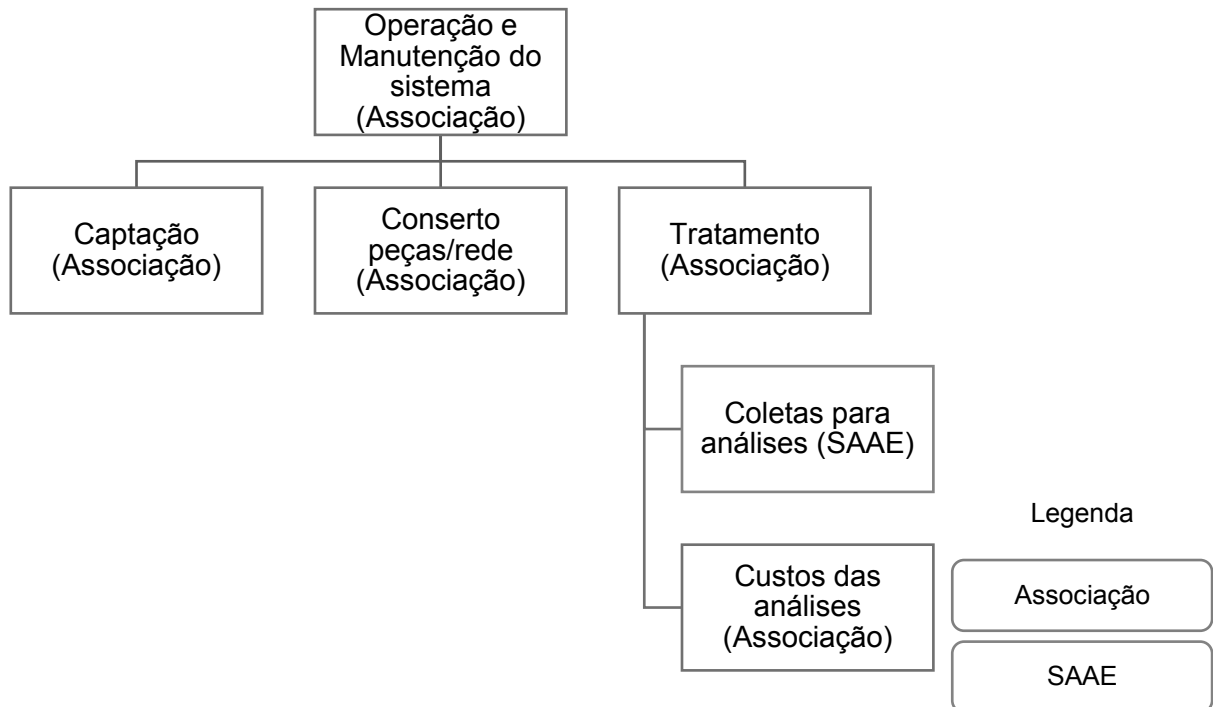 Operação e
Manutenção do
sistema
(Associação)
Captação
(Associação)
Conserto
peças/rede
(Associação)
Tratamento
(Associação)
Coletas para
análises (SAAE)
Custos das
análises
(Associação)
Legenda
Associação
SAAE